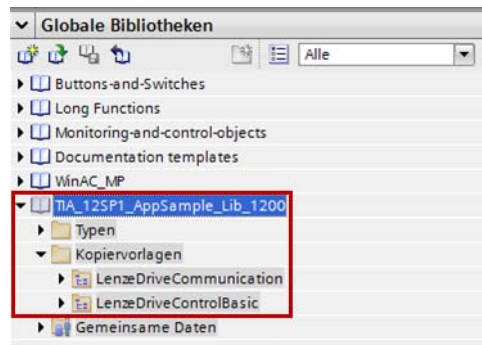 Globale Bibliotheken
Alle
Buttons-and-Switches
Long Functions
Monitoring-and-control-objects
Documentation templates
WinAC_MP
TIA_12SP1_AppSample_Lib_1200
Typen
Kopiervorlagen
LenzeDriveCommunication
LenzeDriveControlBasic
Gemeinsame Daten